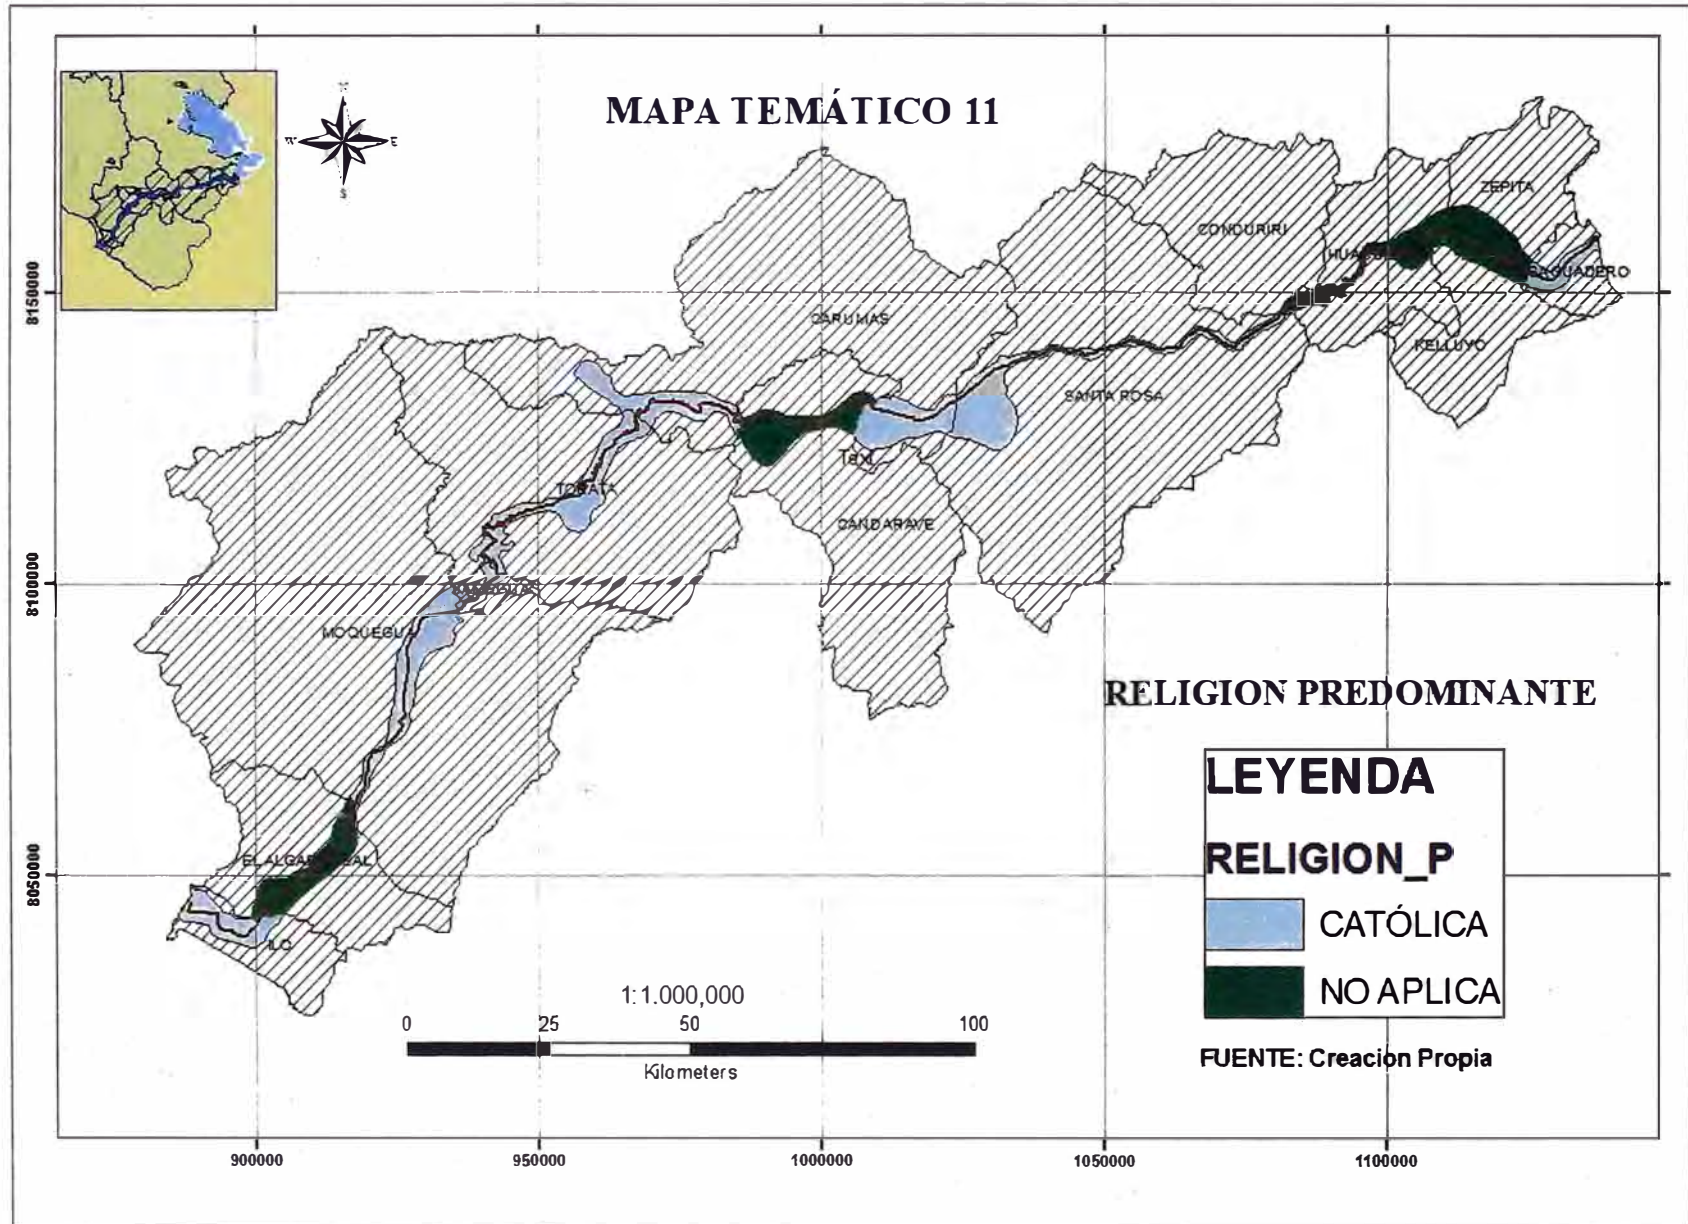 MAPA TEMÁTICO 11
W
E
S
ZEPITA
CONDURIRI
DESAGUADERO
CARUMAS
KELLUYO
SANTA ROSA
TORATA
CANDARAVE
MOQUEGUA
ILO
8150000
8100000
8050000
RELIGION PREDOMINANTE
LEYENDA
RELIGION_P
CATÓLICA
NO APLICA
FUENTE: Creacion Propia
1:1.000,000
0 25 50 100
Kilometers
900000 950000 1000000 1050000 1100000